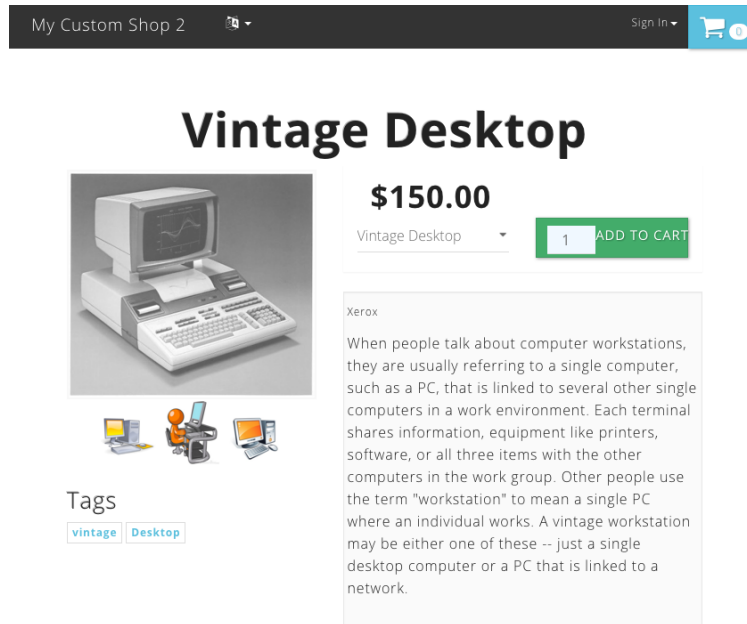 My Custom Shop 2
Sign In
0
Vintage Desktop
$150.00
Vintage Desktop
1
ADD TO CART
Xerox
When people talk about computer workstations,
they are usually referring to a single computer,
such as a PC, that is linked to several other single
computers in a work environment. Each terminal
shares information, equipment like printers,
software, or all three items with the other
computers in the work group. Other people use
the term "workstation" to mean a single PC
where an individual works. A vintage workstation
may be either one of these -- just a single
desktop computer or a PC that is linked to a
network.
Tags
vintage
Desktop